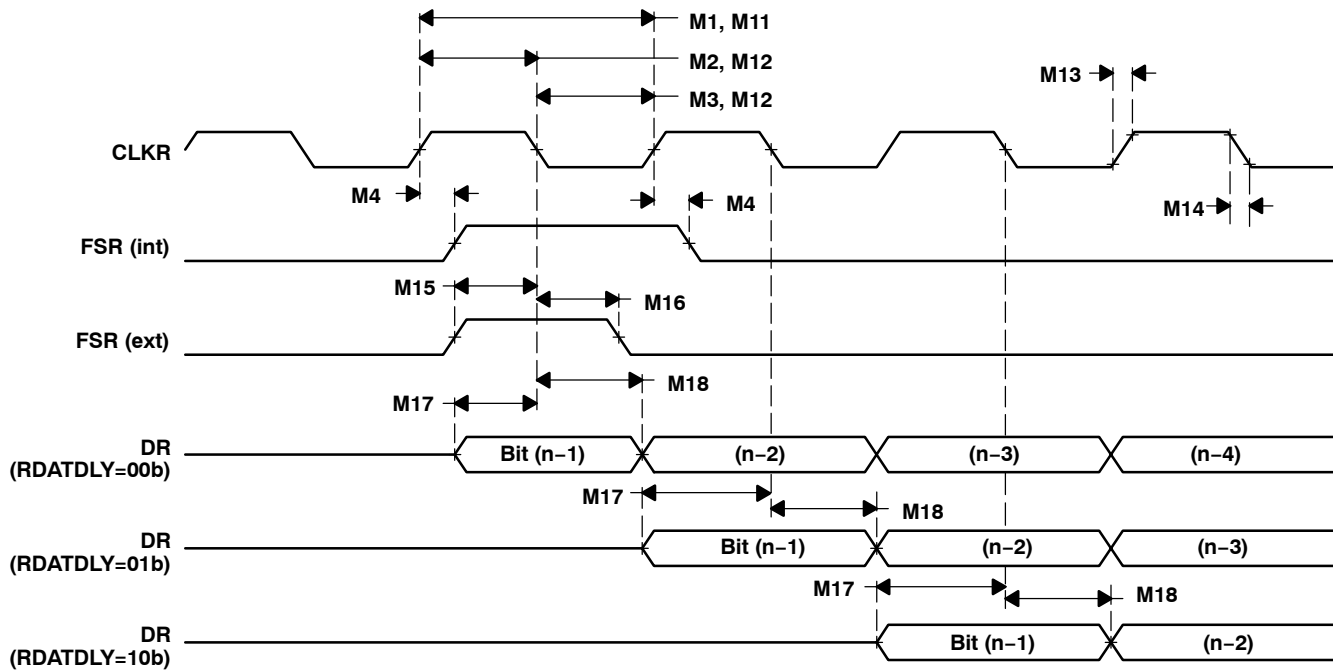 M1, M11
M2, M12
M13
M3, M12
CLKR
M4
M4
M14
FSR (int)
M15
M16
FSR (ext)
M18
M17
DR
(RDATDLY=00b)
Bit (n−1)
(n−2)
(n−3)
(n−4)
M17
M18
DR
(RDATDLY=01b)
Bit (n−1)
(n−2)
(n−3)
M17
M18
DR
(RDATDLY=10b)
Bit (n−1)
(n−2)